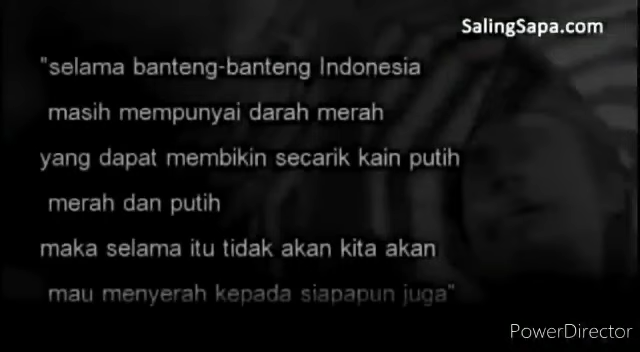 SalingSapa.com
"selama banteng-banteng Indonesia
masih mempunyai darah merah
yang dapat membikin secarik kain putih
merah dan putih
maka selama itu tidak akan kita akan
mau menyerah kepada siapapun juga"
PowerDirector